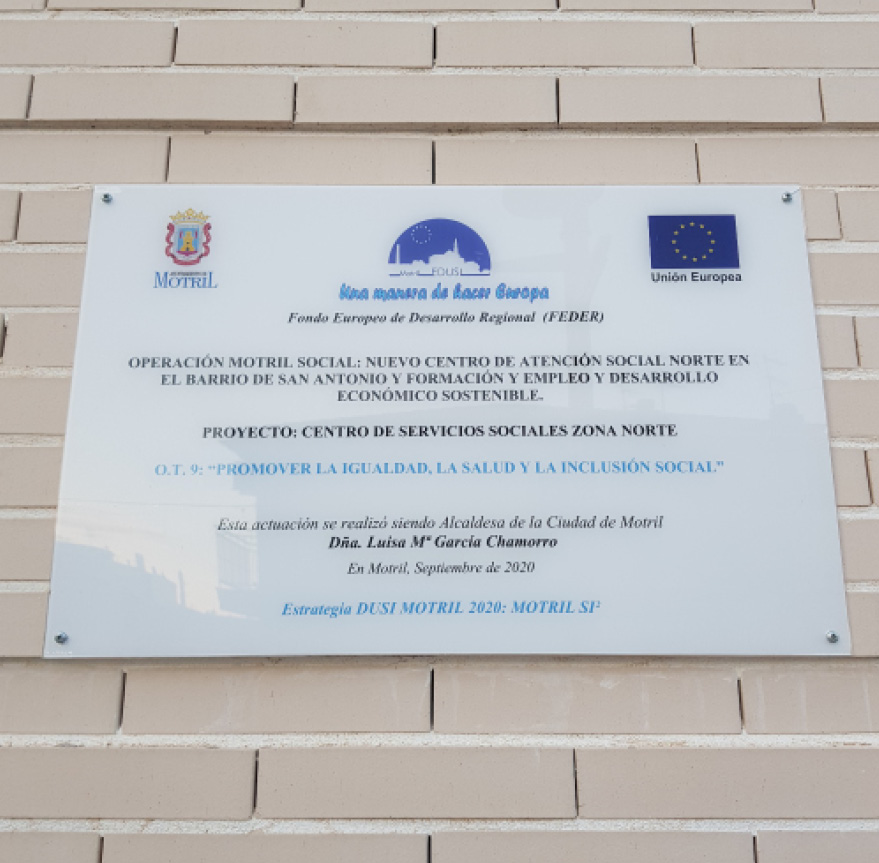 AYUNTAMIENTO DE
MOTRIL
Motril EDUSI
Una manera de hacer Europa
Unión Europea
Fondo Europeo de Desarrollo Regional (FEDER)
OPERACIÓN MOTRIL SOCIAL: NUEVO CENTRO DE ATENCIÓN SOCIAL NORTE EN
EL BARRIO DE SAN ANTONIO Y FORMACIÓN Y EMPLEO Y DESARROLLO
ECONÓMICO SOSTENIBLE.
PROYECTO: CENTRO DE SERVICIOS SOCIALES ZONA NORTE
O.T. 9: “PROMOVER LA IGUALDAD, LA SALUD Y LA INCLUSIÓN SOCIAL”
Esta actuación se realizó siendo Alcaldesa de la Ciudad de Motril
Dña. Luisa Mª García Chamorro
En Motril, Septiembre de 2020
Estrategia DUSI MOTRIL 2020: MOTRIL SI²